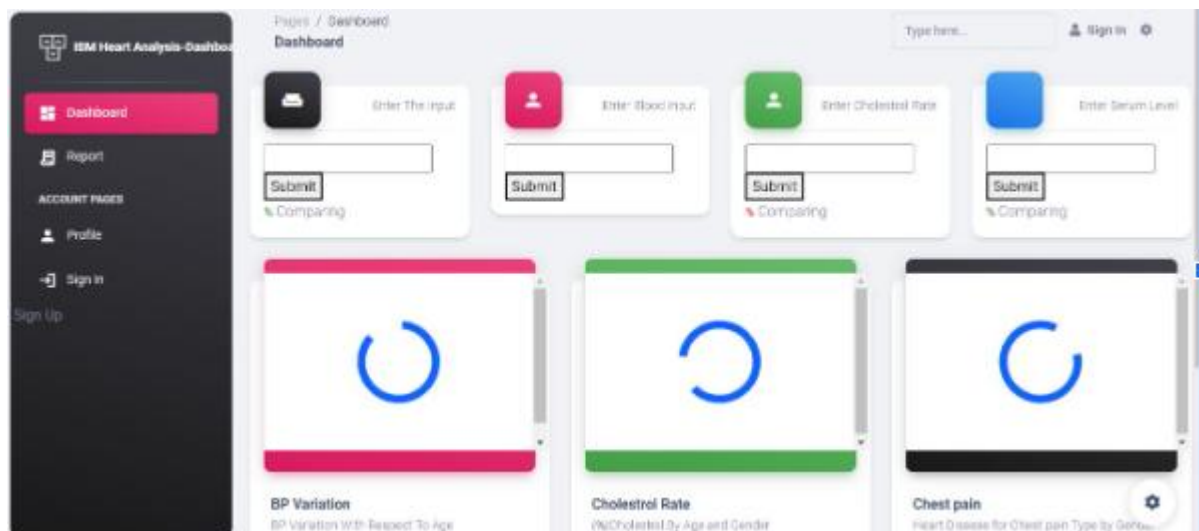 IBM Heart Analysis-Dashboa
Dashboard
Report
ACCOUNT PAGES
Profile
Sign In
Sign Up
Pages / Dashboard
Dashboard
Type here...
Sign In
Enter The Input
Submit
Comparing
Enter Blood Input
Submit
Enter Cholestrol Rate
Submit
Comparing
Enter Serum Level
Submit
Comparing
BP Variation
BP Variation With Respect To Age
Cholestrol Rate
(%)Cholestrol By Age and Gender
Chest pain
Heart Disease for Chest pain Type by Gender